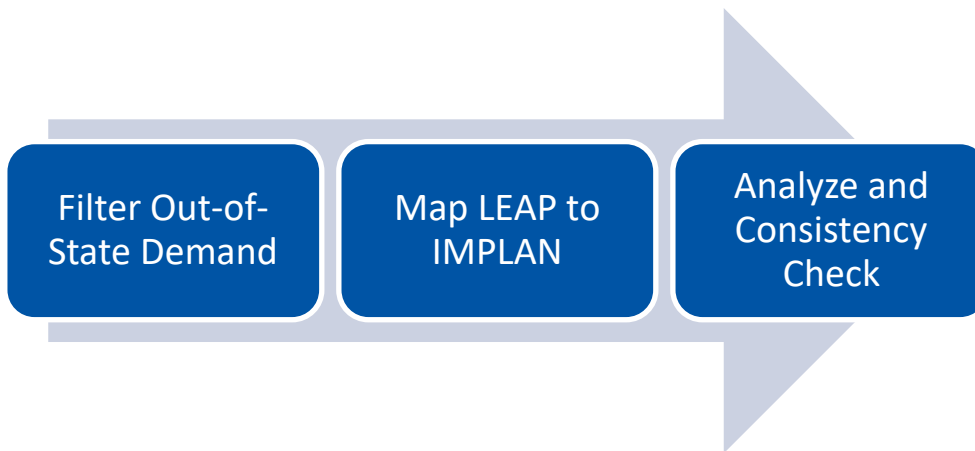 Filter Out-of-
State Demand
Map LEAP to
IMPLAN
Analyze and
Consistency
Check